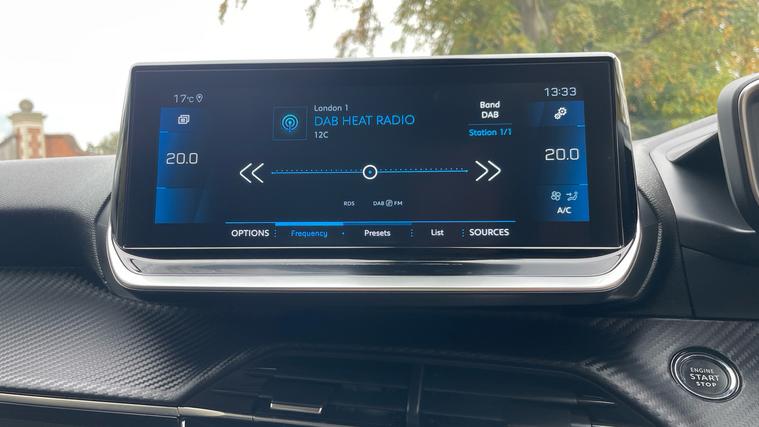 17°C
13:33
London 1
DAB HEAT RADIO
12C
Band
DAB
Station 1/1
20.0
20.0
RDS DAB FM
A/C
OPTIONS Frequency Presets List SOURCES
ENGINE
START
STOP